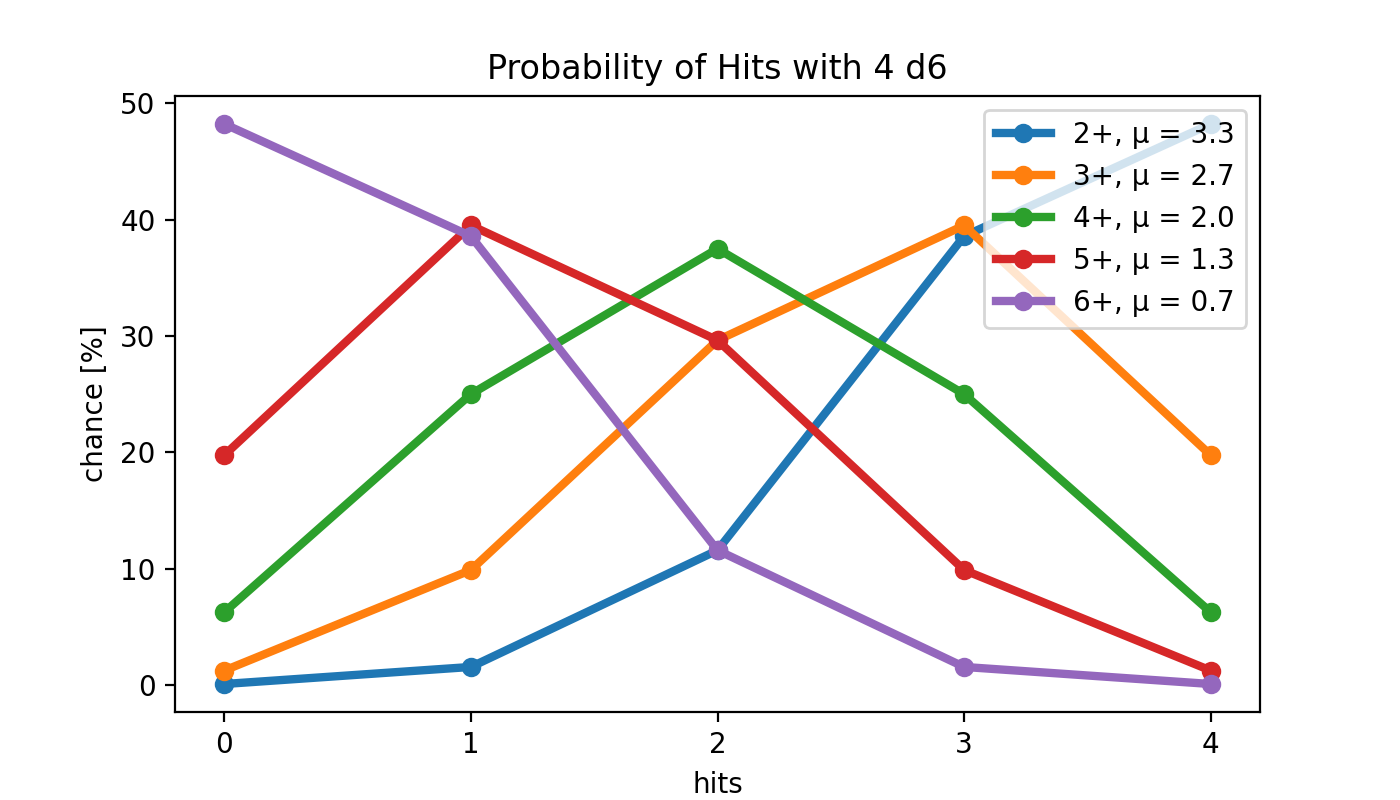 Probability of Hits with 4 d6
50
40
30
20
10
0
chance [%]
2+, μ = 3.3
3+, μ = 2.7
4+, μ = 2.0
5+, μ = 1.3
6+, μ = 0.7
0 1 2 3 4
hits